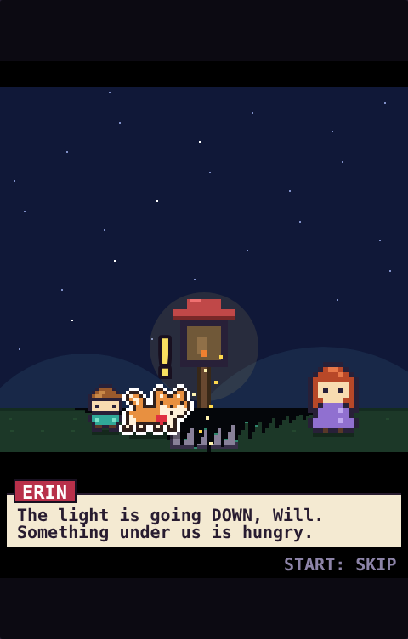 ERIN
The light is going DOWN, Will.
Something under us is hungry.
START: SKIP